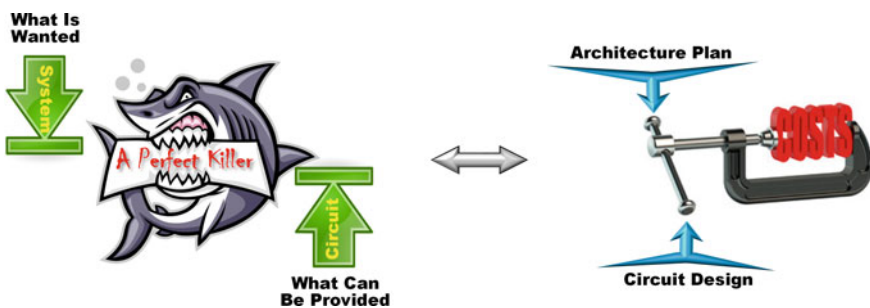 What Is
Wanted
System
A Perfect Killer
Circuit
What Can
Be Provided
Architecture Plan
COSTS
Circuit Design